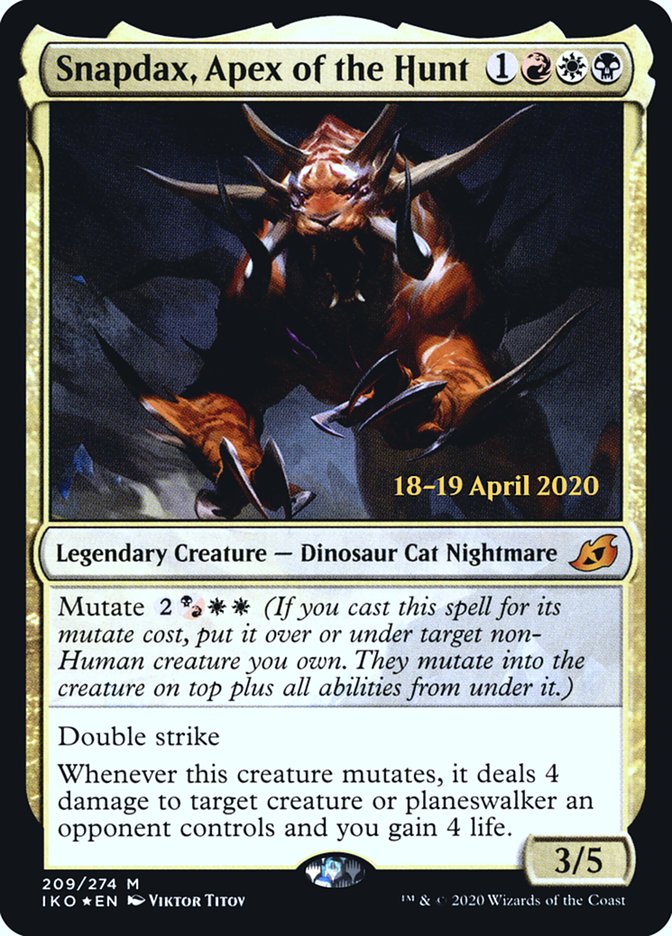 Snapdax, Apex of the Hunt 1
18–19 April 2020
Legendary Creature — Dinosaur Cat Nightmare
Mutate 2 (If you cast this spell for its
mutate cost, put it over or under target non-
Human creature you own. They mutate into the
creature on top plus all abilities from under it.)
Double strike
Whenever this creature mutates, it deals 4
damage to target creature or planeswalker an
opponent controls and you gain 4 life.
3/5
209/274 M
IKO ★ EN Viktor Titov
™ & © 2020 Wizards of the Coast